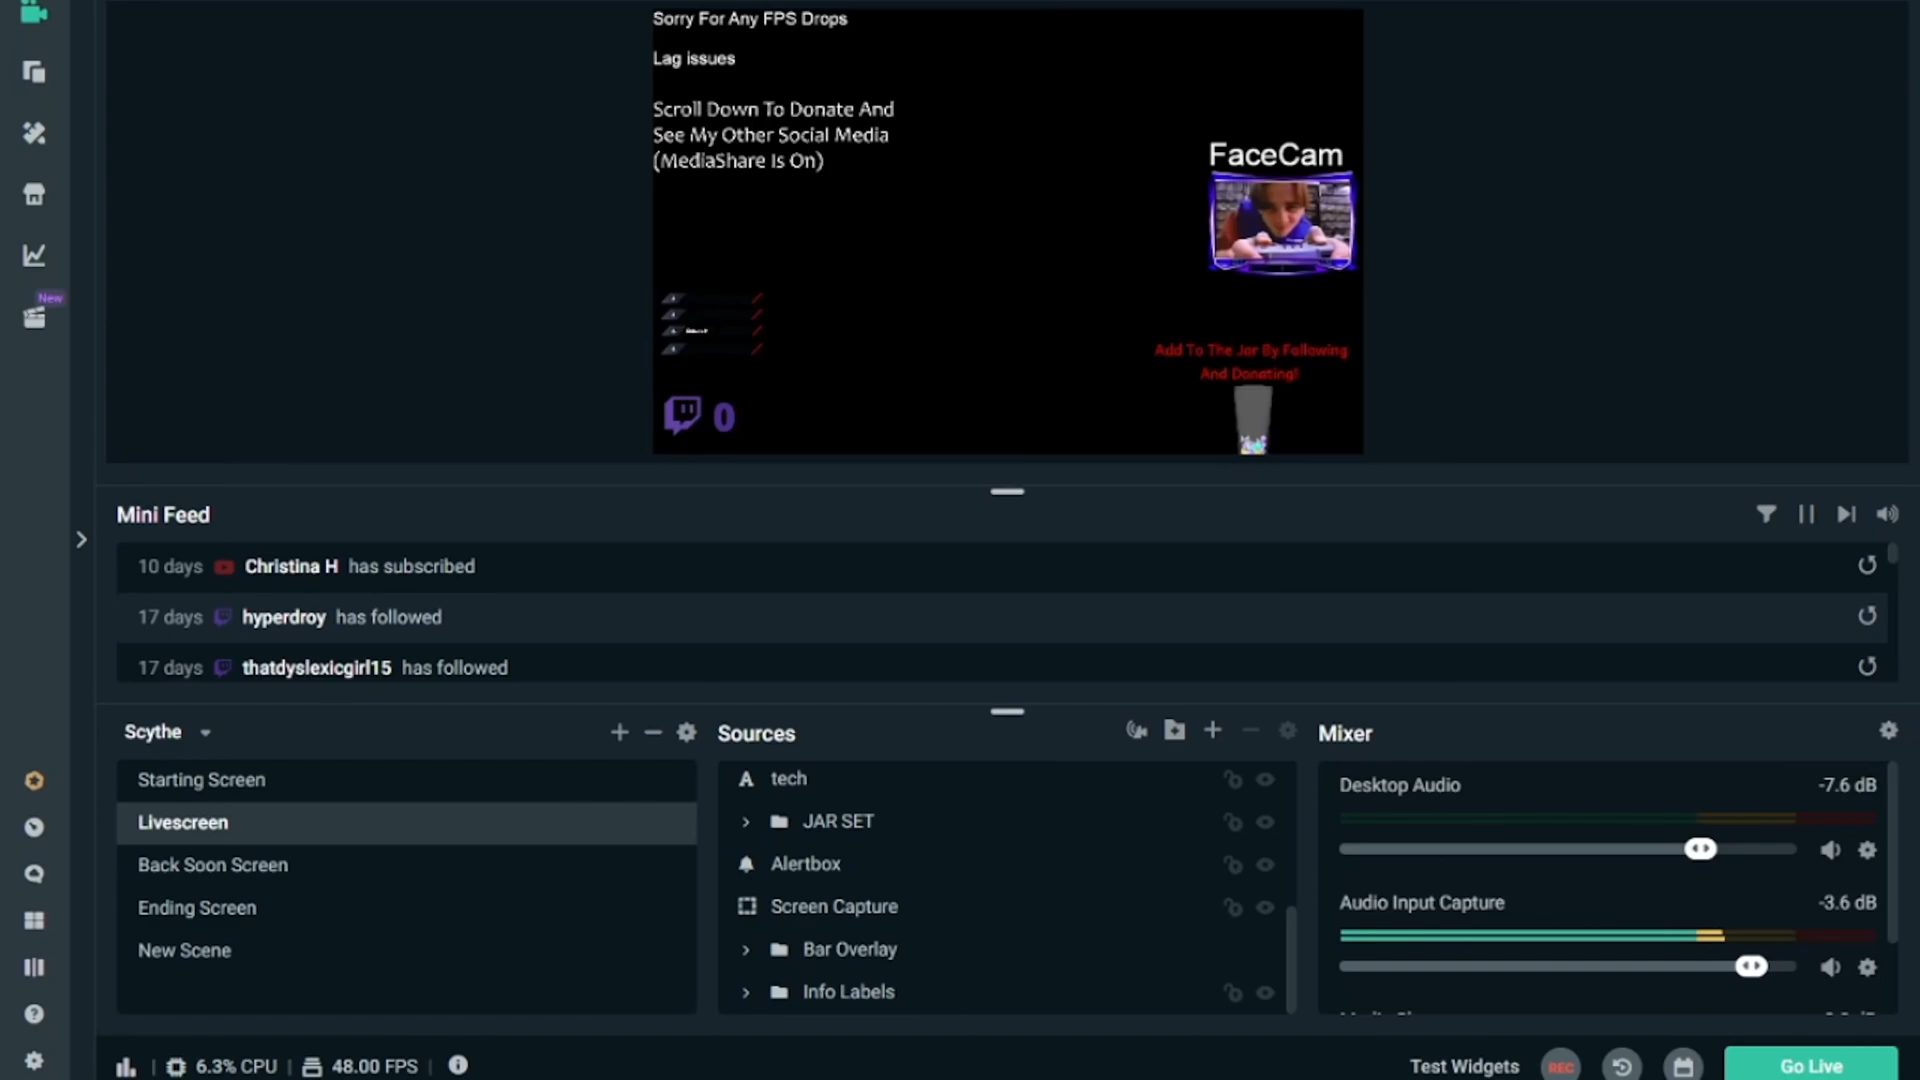 Sorry For Any FPS Drops
Lag issues
Scroll Down To Donate And
See My Other Social Media
(MediaShare Is On)
FaceCam
New
Add To The Jar By Following
And Donating!
0
Mini Feed
10 days Christina H has subscribed
17 days hyperdroy has followed
17 days thatdyslexicgirl15 has followed
Scythe
Starting Screen
Livescreen
Back Soon Screen
Ending Screen
New Scene
Sources
A tech
JAR SET
Alertbox
Screen Capture
Bar Overlay
Info Labels
Mixer
Desktop Audio -7.6 dB
Audio Input Capture -3.6 dB
6.3% CPU 48.00 FPS
Test Widgets REC Go Live